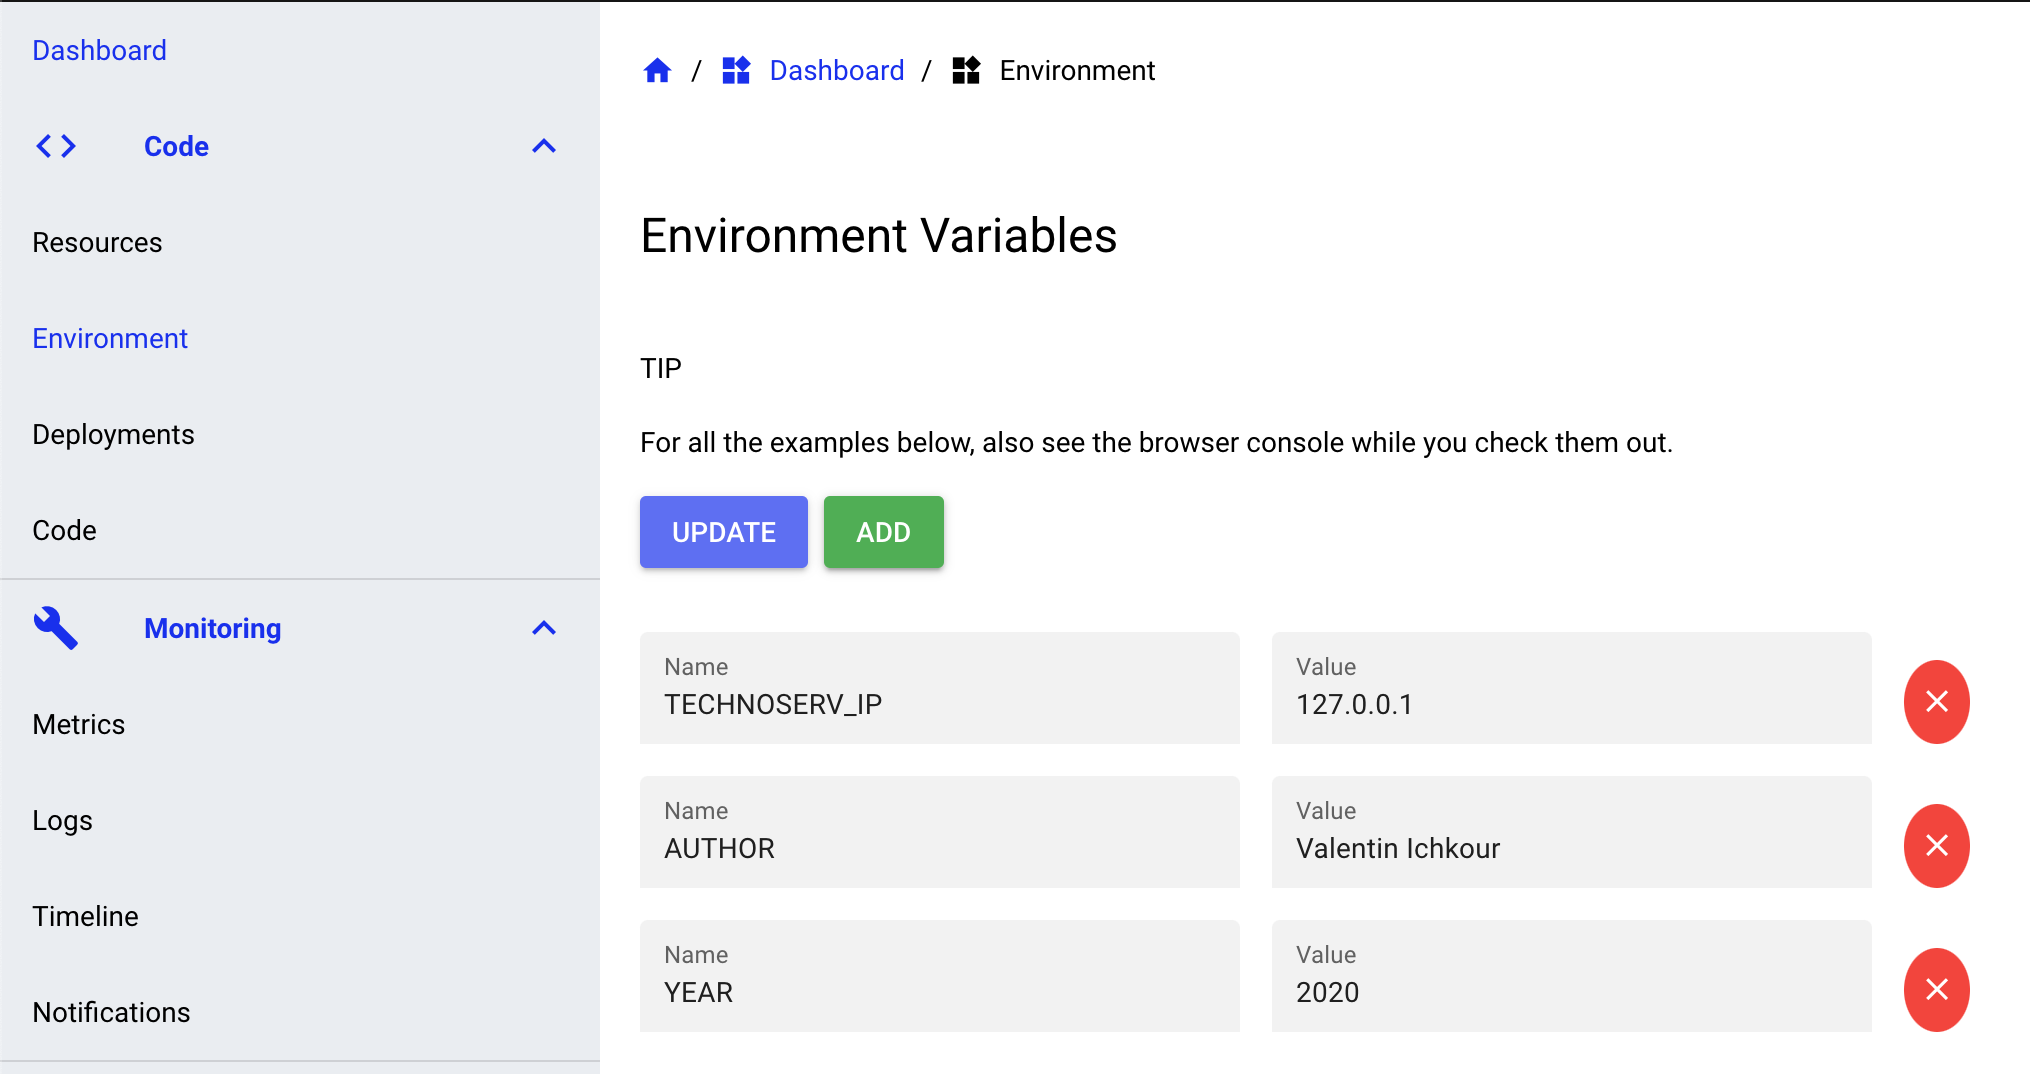 Dashboard
Code
Resources
Environment
Deployments
Code
Monitoring
Metrics
Logs
Timeline
Notifications
/ Dashboard / Environment
Environment Variables
TIP
For all the examples below, also see the browser console while you check them out.
UPDATE ADD
Name Value
TECHNOSERV_IP 127.0.0.1
Name Value
AUTHOR Valentin Ichkour
Name Value
YEAR 2020